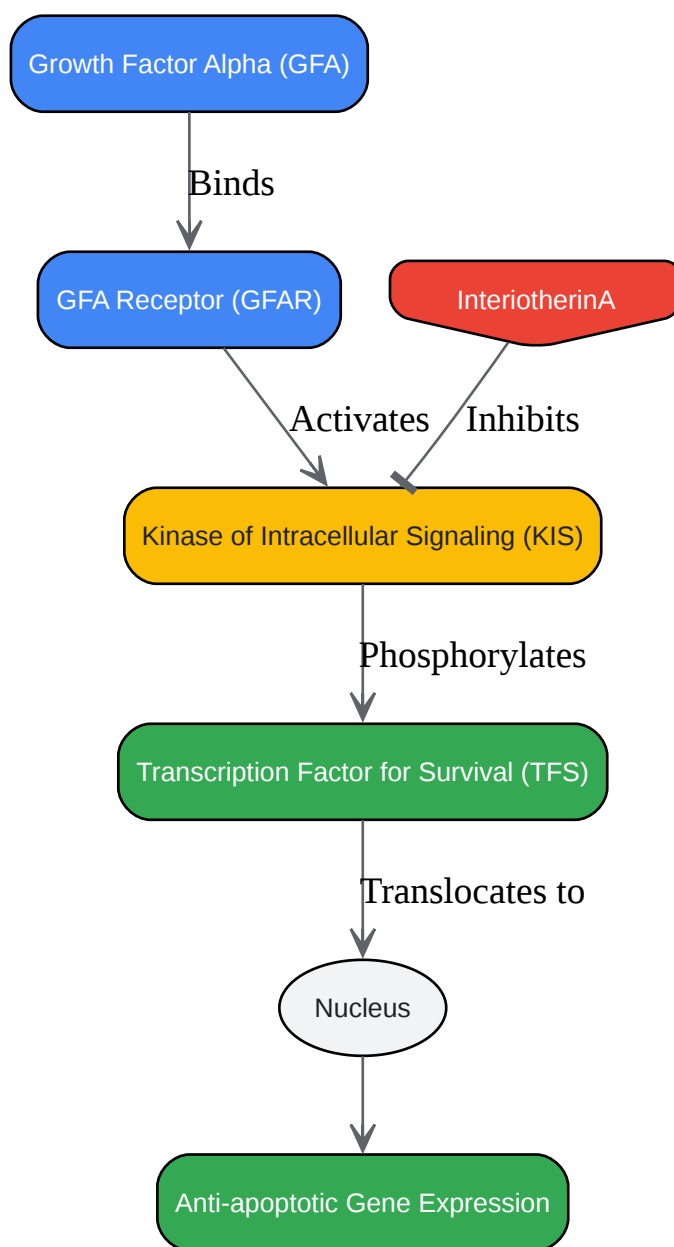 Growth Factor Alpha (GFA)
Binds
GFA Receptor (GFAR)
InteriotherinA
Activates
Inhibits
Kinase of Intracellular Signaling (KIS)
Phosphorylates
Transcription Factor for Survival (TFS)
Translocates to
Nucleus
Anti-apoptotic Gene Expression